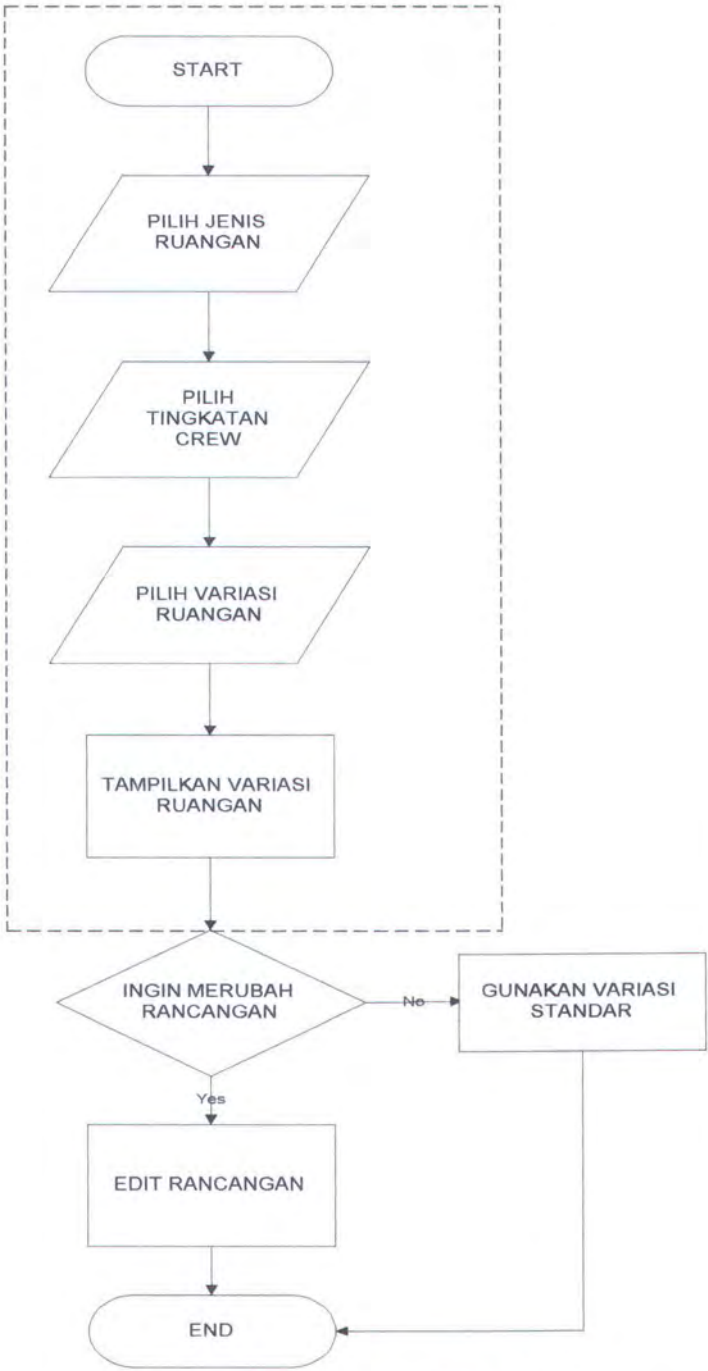 START
PILIH JENIS
RUANGAN
PILIH
TINGKATAN
CREW
PILIH VARIASI
RUANGAN
TAMPILKAN VARIASI
RUANGAN
INGIN MERUBAH
RANCANGAN
No
GUNAKAN VARIASI
STANDAR
Yes
EDIT RANCANGAN
END